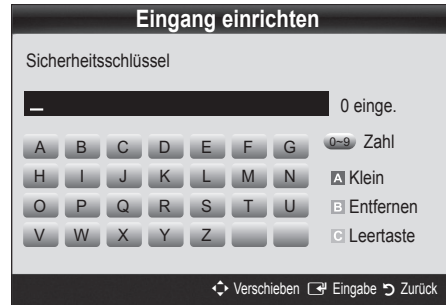 Eingang einrichten
Sicherheitsschlüssel
_ 0 einge.
A B C D E F G 0~9 Zahl
H I J K L M N A Klein
O P Q R S T U B Entfernen
V W X Y Z C Leertaste
Verschieben Eingabe Zurück